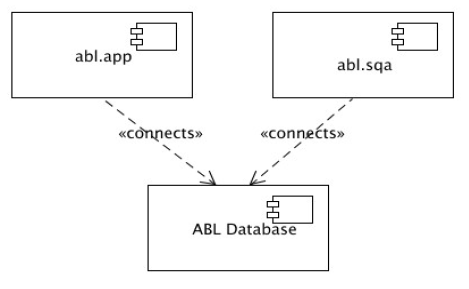 abl.app
abl.sqa
«connects»
«connects»
ABL Database